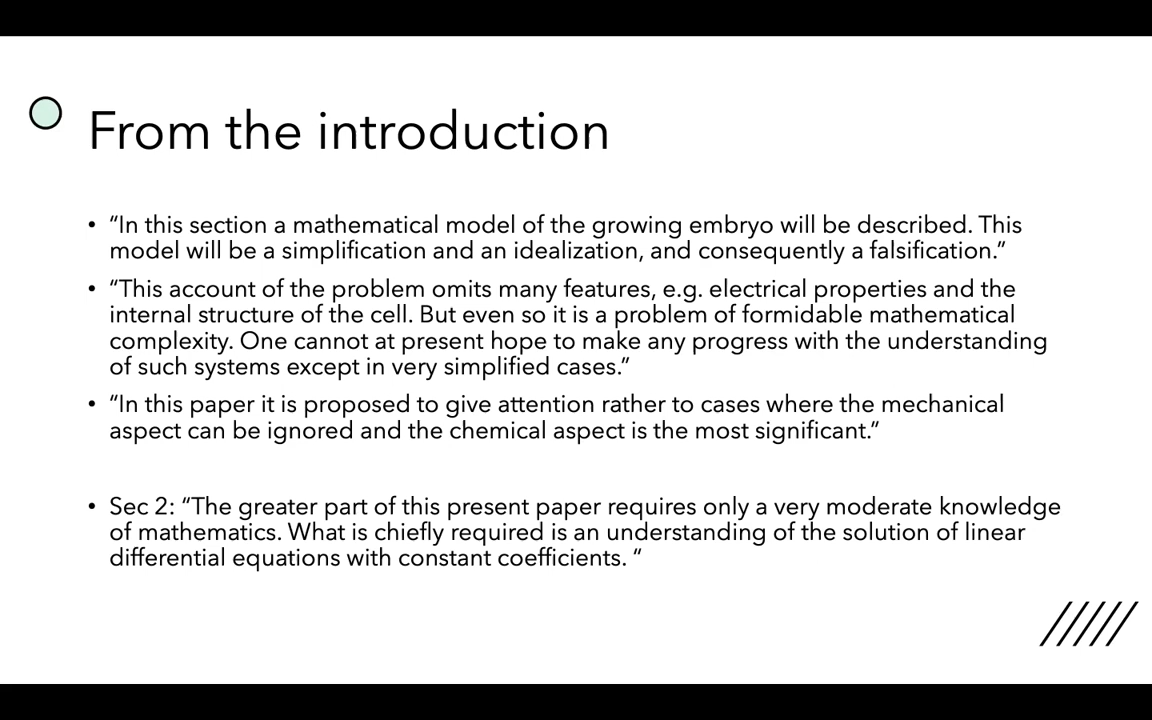 From the introduction
• “In this section a mathematical model of the growing embryo will be described. This
model will be a simplification and an idealization, and consequently a falsification.”
• “This account of the problem omits many features, e.g. electrical properties and the
internal structure of the cell. But even so it is a problem of formidable mathematical
complexity. One cannot at present hope to make any progress with the understanding
of such systems except in very simplified cases.”
• “In this paper it is proposed to give attention rather to cases where the mechanical
aspect can be ignored and the chemical aspect is the most significant.”
• Sec 2: “The greater part of this present paper requires only a very moderate knowledge
of mathematics. What is chiefly required is an understanding of the solution of linear
differential equations with constant coefficients. “